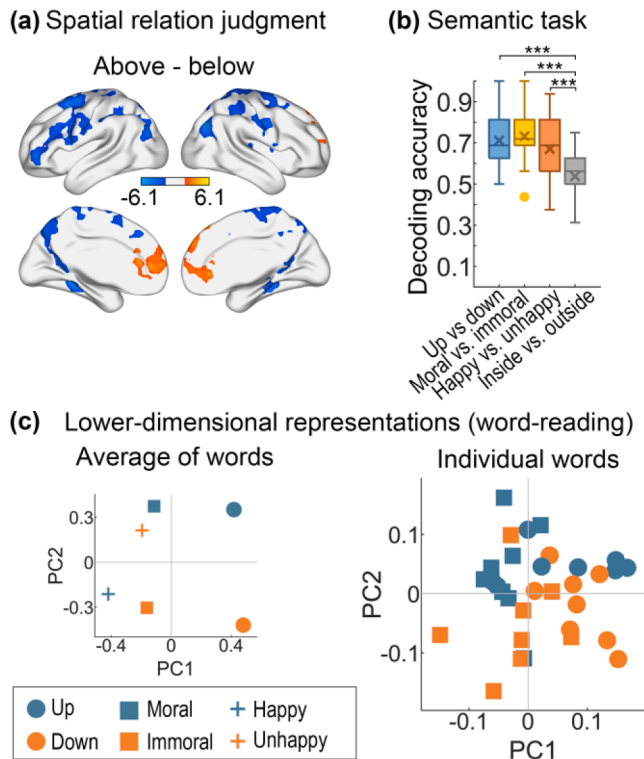 (a) Spatial relation judgment
Above - below
-6.1 6.1
(b) Semantic task
*** 
***
***
Decoding accuracy
0.9
0.7
0.5
0.3
0.1
Up vs down
Moral vs. immoral
Happy vs. unhappy
Inside vs. outside
(c) Lower-dimensional representations (word-reading)
Average of words
PC2
0.3
0
-0.3
-0.4 0 0.4
PC1
Individual words
PC2
0.1
0
-0.1
-0.1 0 0.1
PC1
Up Moral Happy
Down Immoral Unhappy